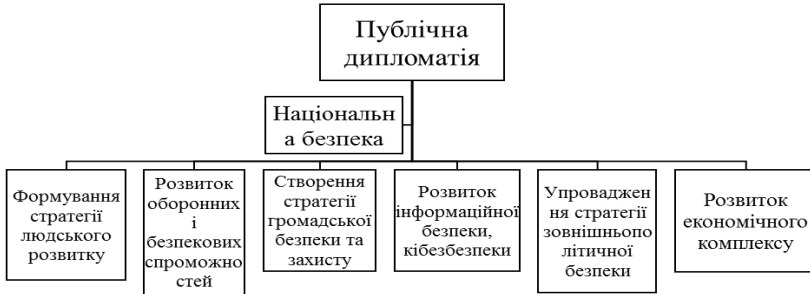 Публічна
дипломатія
Національн
а безпека
Формування
стратегії
людського
розвитку
Розвиток
оборонних
і
безпекових
спроможно
стей
Створення
стратегії
громадської
безпеки та
захисту
Розвиток
інформаційної
безпеки,
кібезбезпеки
Упроваджен
ня стратегії
зовнішньопо
літичної
безпеки
Розвиток
економічного
комплексу